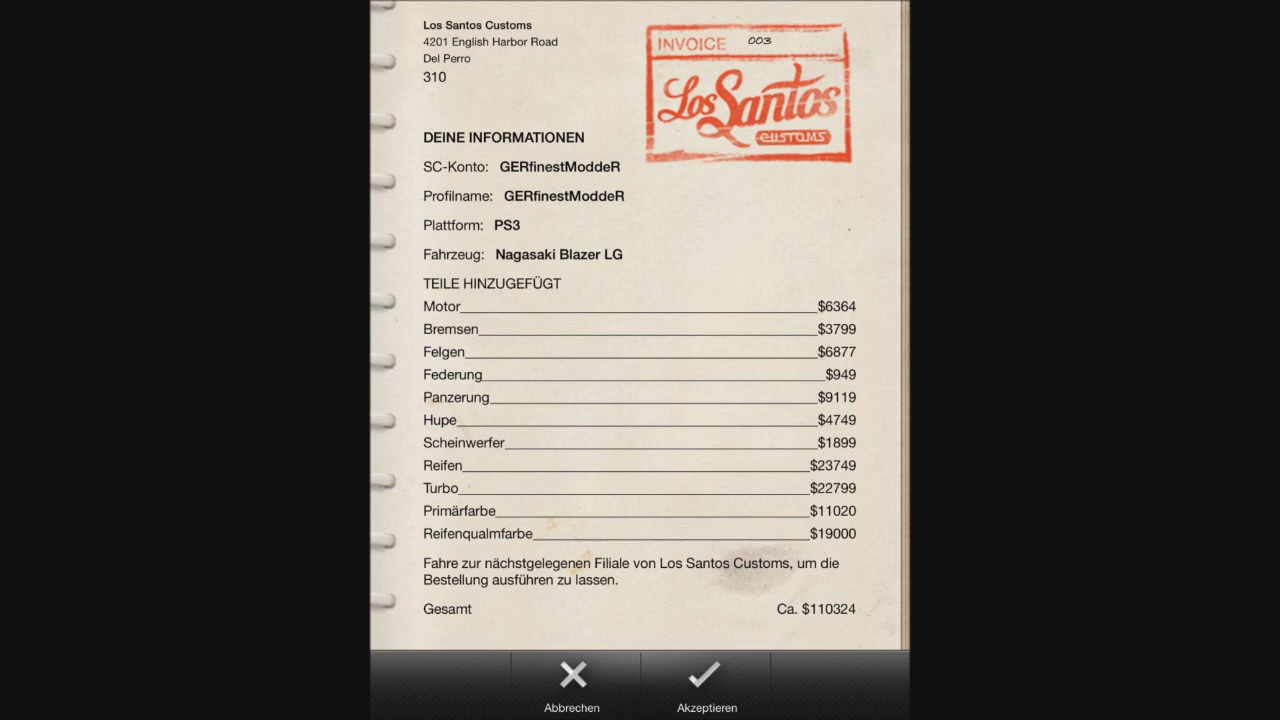 Los Santos Customs
4201 English Harbor Road
Del Perro
310
INVOICE 003
Los Santos
CUSTOMS
DEINE INFORMATIONEN
SC-Konto: GERfinestModdeR
Profilname: GERfinestModdeR
Plattform: PS3
Fahrzeug: Nagasaki Blazer LG
TEILE HINZUGEFÜGT
Motor $6364
Bremsen $3799
Felgen $6877
Federung $949
Panzerung $9119
Hupe $4749
Scheinwerfer $1899
Reifen $23749
Turbo $22799
Primärfarbe $11020
Reifenqualmfarbe $19000
Fahre zur nächstgelegenen Filiale von Los Santos Customs, um die
Bestellung ausführen zu lassen.
Gesamt Ca. $110324
Abbrechen Akzeptieren